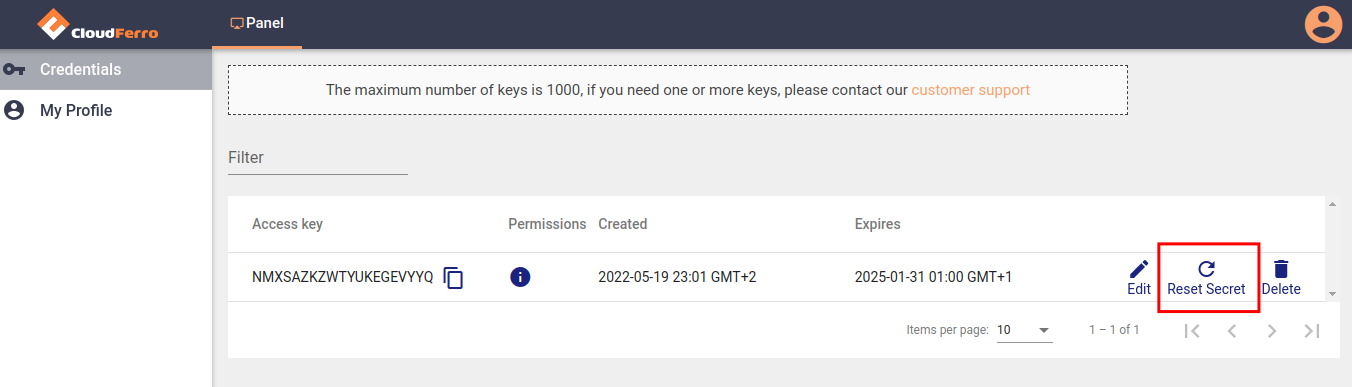 CloudFerro
Panel
Credentials
My Profile
The maximum number of keys is 1000, if you need one or more keys, please contact our customer support
Filter
Access key Permissions Created Expires
NMXSAZKZWTYUKEGEVYYQ 2022-05-19 23:01 GMT+2 2025-01-31 01:00 GMT+1 Edit Reset Secret Delete
Items per page: 10 1 – 1 of 1